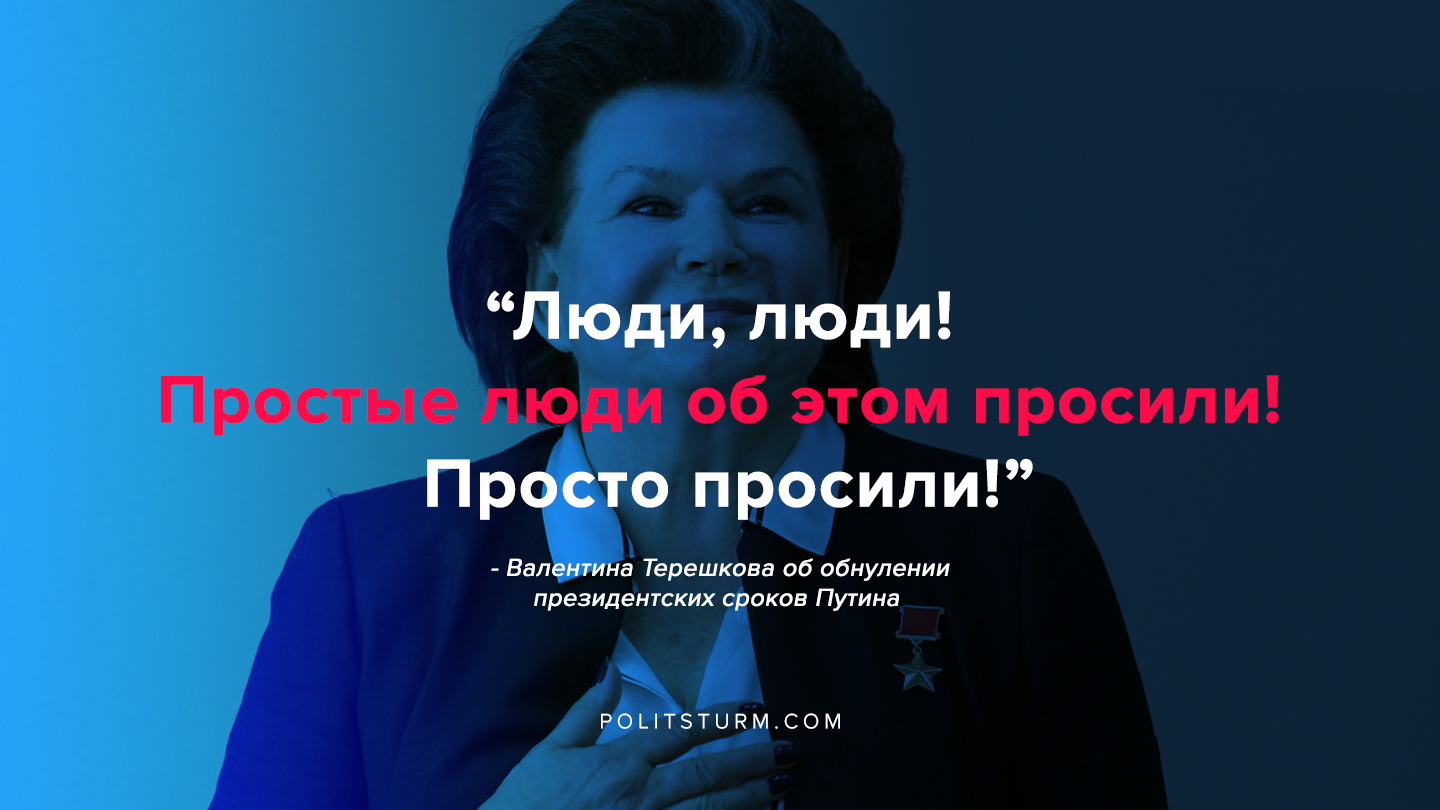 “Люди, люди!
Простые люди об этом просили!
Просто просили!”
- Валентина Терешкова об обнулении
президентских сроков Путина
POLITSTURM.COM